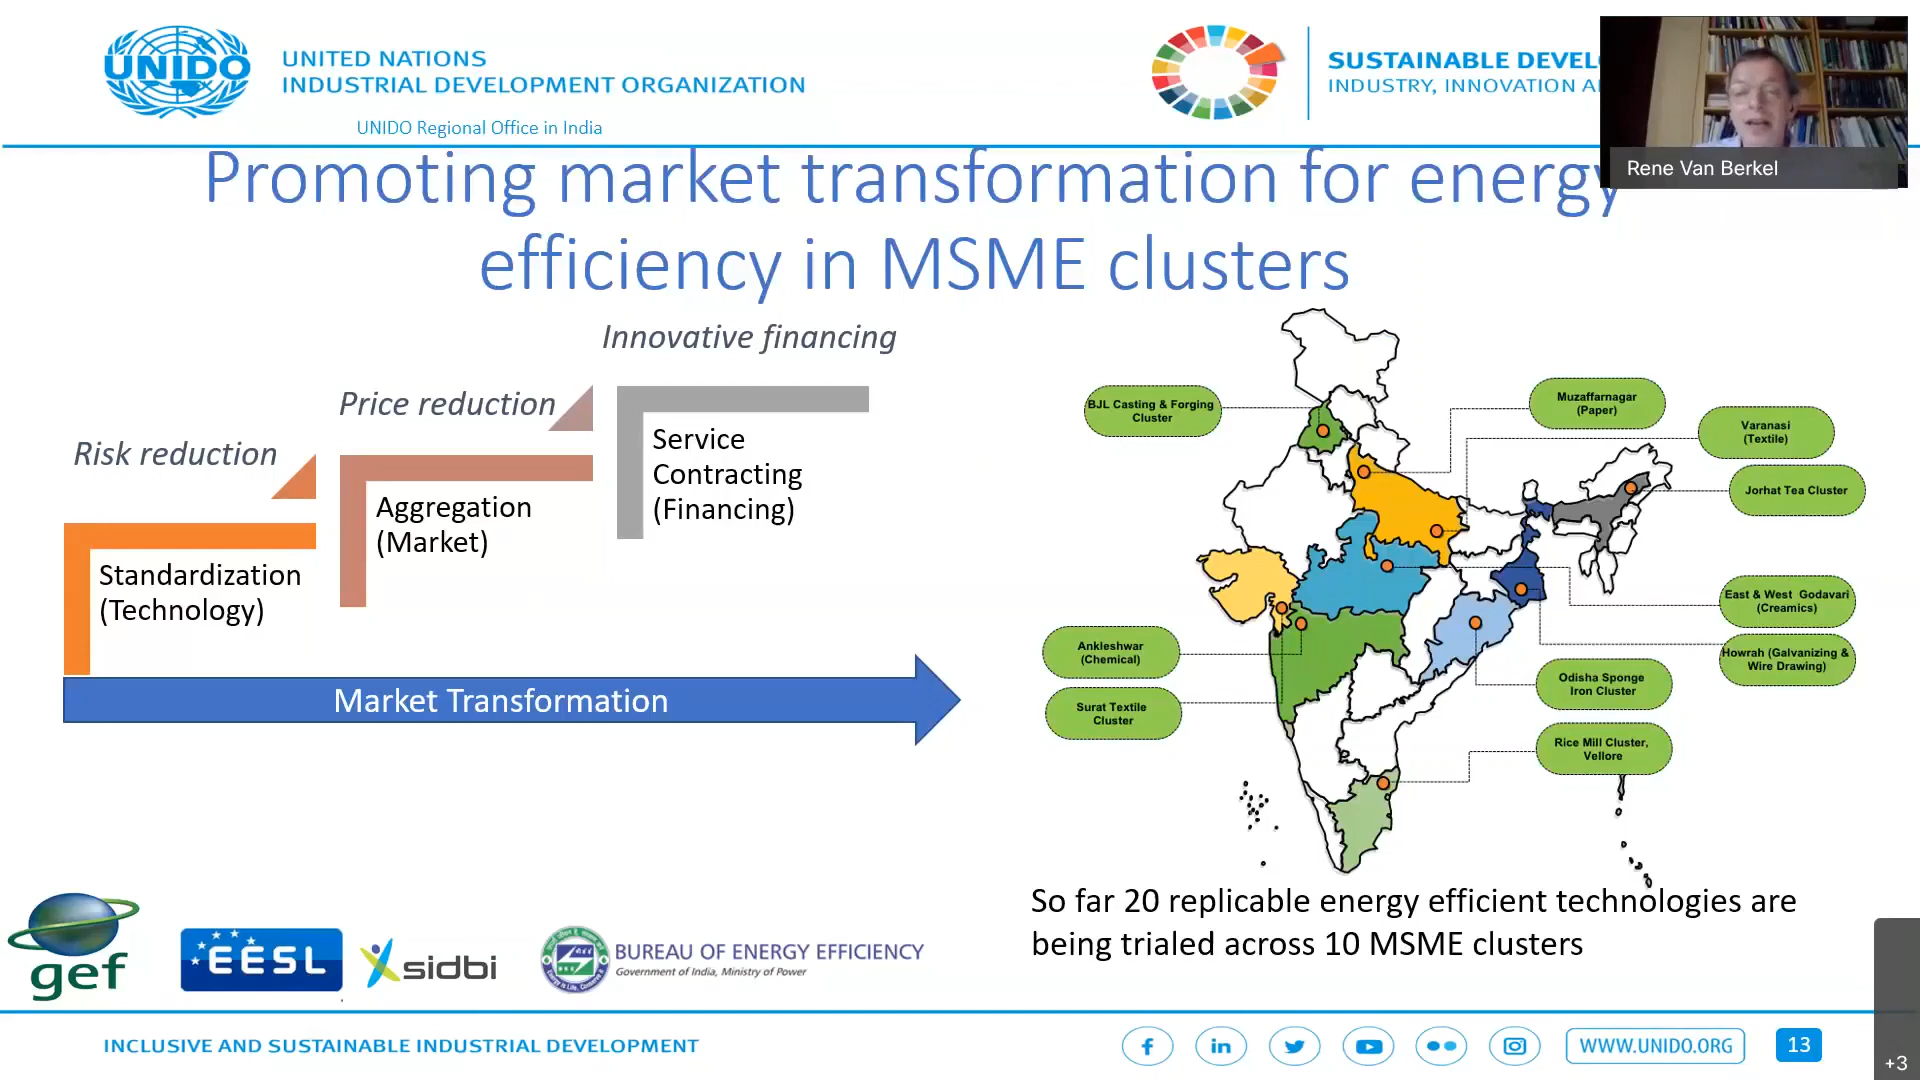 UNIDO
UNITED NATIONS
INDUSTRIAL DEVELOPMENT ORGANIZATION
UNIDO Regional Office in India
SUSTAINABLE DEVEL
INDUSTRY, INNOVATION A
Rene Van Berkel
Promoting market transformation for energy
efficiency in MSME clusters
Innovative financing
Price reduction
Risk reduction
Service
Contracting
(Financing)
Aggregation
(Market)
Standardization
(Technology)
Market Transformation
BJL Casting & Forging
Cluster
Muzaffarnagar
(Paper)
Varanasi
(Textile)
Jorhat Tea Cluster
East & West Godavari
(Creamics)
Howrah (Galvanizing &
Wire Drawing)
Ankleshwar
(Chemical)
Surat Textile
Cluster
Odisha Sponge
Iron Cluster
Rice Mill Cluster,
Vellore
So far 20 replicable energy efficient technologies are
being trialed across 10 MSME clusters
gef
EESL
sidbi
BUREAU OF ENERGY EFFICIENCY
Government of India, Ministry of Power
INCLUSIVE AND SUSTAINABLE INDUSTRIAL DEVELOPMENT
WWW.UNIDO.ORG
13
+3